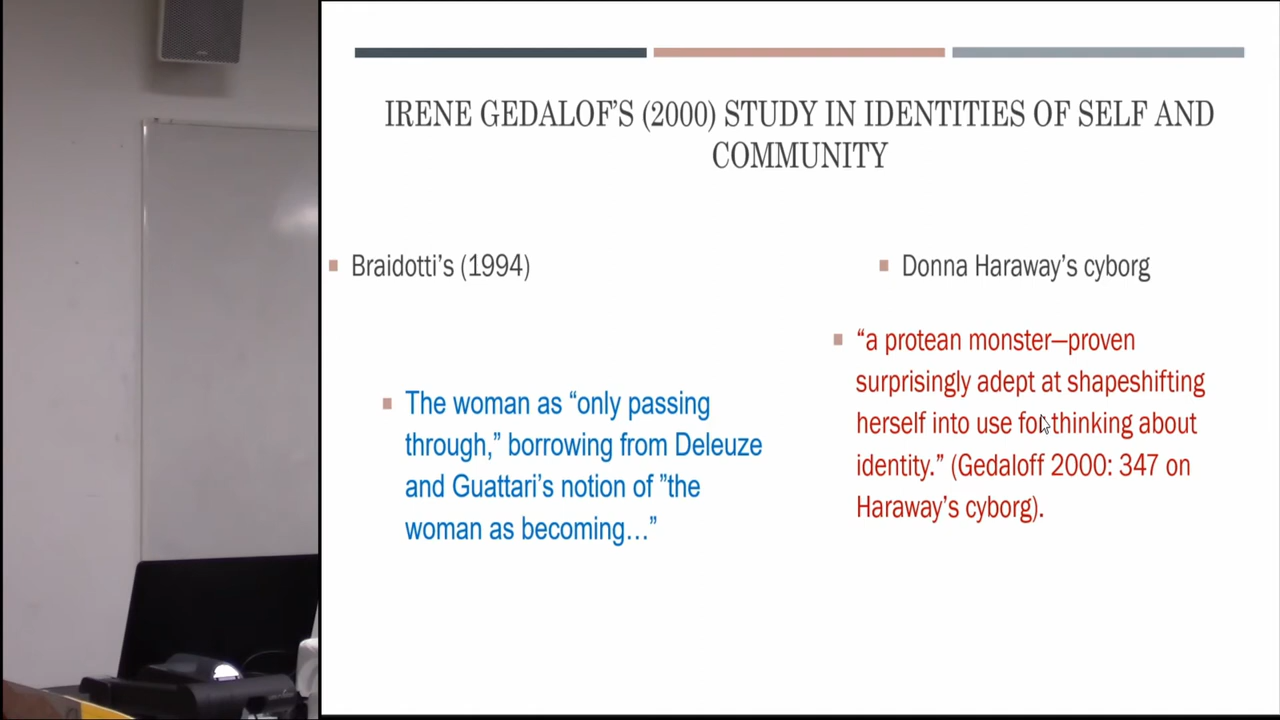 IRENE GEDALOF'S (2000) STUDY IN IDENTITIES OF SELF AND
COMMUNITY
Braidotti's (1994)
The woman as “only passing
through,” borrowing from Deleuze
and Guattari's notion of ”the
woman as becoming…”
Donna Haraway's cyborg
“a protean monster—proven
surprisingly adept at shapeshifting
herself into use for thinking about
identity.” (Gedaloff 2000: 347 on
Haraway's cyborg).